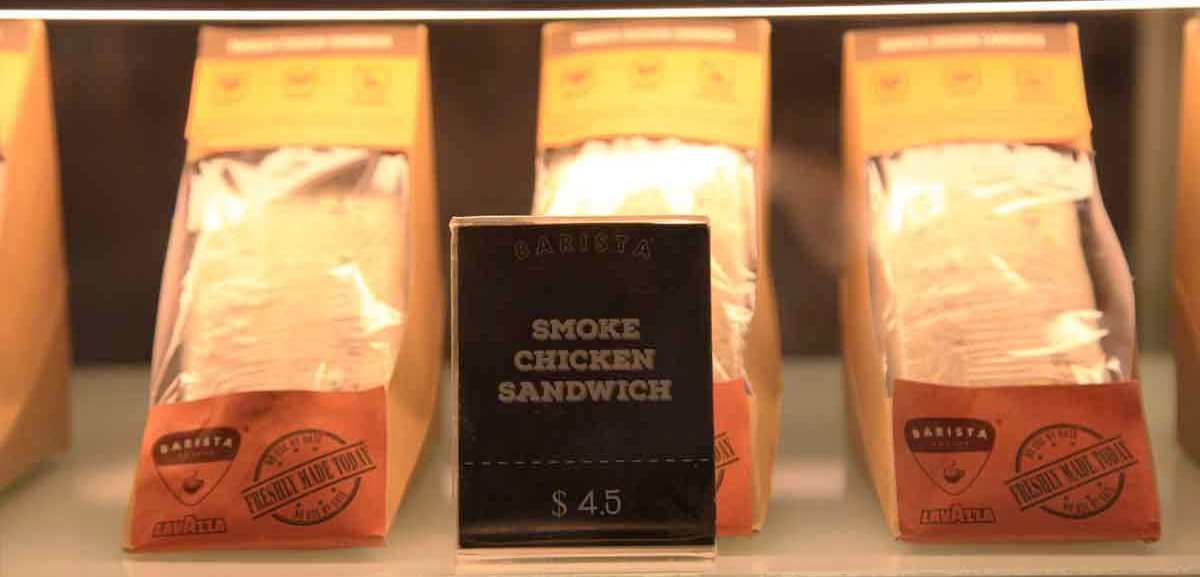 BARISTA
SMOKE
CHICKEN
SANDWICH
$ 4.5
BARISTA
FRESHLY MADE TODAY
LAVAZZA
BARISTA
FRESHLY MADE TODAY
LAVAZZA